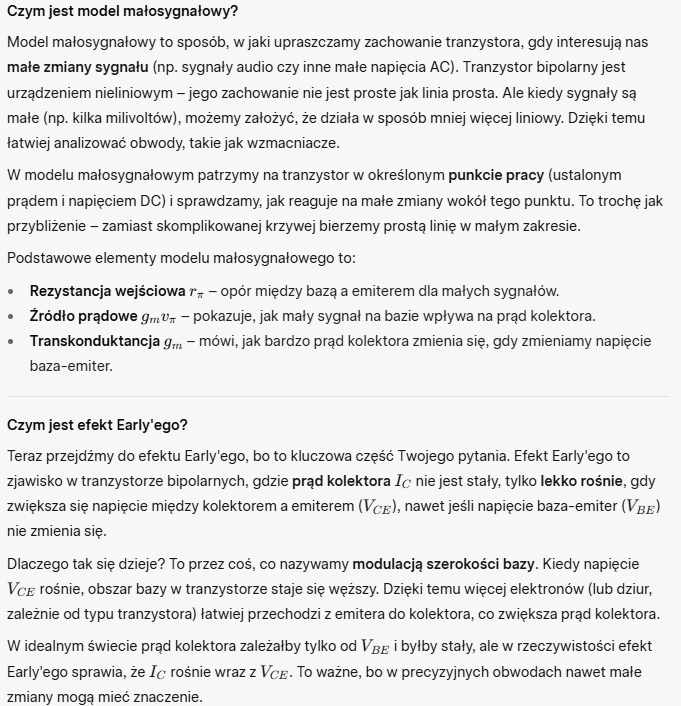 Czym jest model małosygnałowy?
Model małosygnałowy to sposób, w jaki upraszczamy zachowanie tranzystora, gdy interesują nas
małe zmiany sygnału (np. sygnały audio czy inne małe napięcia AC). Tranzystor bipolarny jest
urządzeniem nieliniowym – jego zachowanie nie jest proste jak linia prosta. Ale kiedy sygnały są
małe (np. kilka milivoltów), możemy założyć, że działa w sposób mniej więcej liniowy. Dzięki temu
łatwiej analizować obwody, takie jak wzmacniacze.
W modelu małosygnałowym patrzymy na tranzystor w określonym punkcie pracy (ustalonym
prądem i napięciem DC) i sprawdzamy, jak reaguje na małe zmiany wokół tego punktu. To trochę jak
przybliżenie – zamiast skomplikowanej krzywej bierzemy prostą linię w małym zakresie.
Podstawowe elementy modelu małosygnałowego to:
• Rezystancja wejściowa rπ – opór między bazą a emiterem dla małych sygnałów.
• Źródło prądowe gmvπ – pokazuje, jak mały sygnał na bazie wpływa na prąd kolektora.
• Transkonduktancja gm – mówi, jak bardzo prąd kolektora zmienia się, gdy zmieniamy napięcie
baza-emiter.
Czym jest efekt Early'ego?
Teraz przejdźmy do efektu Early'ego, bo to kluczowa część Twojego pytania. Efekt Early'ego to
zjawisko w tranzystorze bipolarnych, gdzie prąd kolektora IC nie jest stały, tylko lekko rośnie, gdy
zwiększa się napięcie między kolektorem a emiterem (VCE), nawet jeśli napięcie baza-emiter (VBE)
nie zmienia się.
Dlaczego tak się dzieje? To przez coś, co nazywamy modulacją szerokości bazy. Kiedy napięcie
VCE rośnie, obszar bazy w tranzystorze staje się węższy. Dzięki temu więcej elektronów (lub dziur,
zależnie od typu tranzystora) łatwiej przechodzi z emitera do kolektora, co zwiększa prąd kolektora.
W idealnym świecie prąd kolektora zależałby tylko od VBE i byłby stały, ale w rzeczywistości efekt
Early'ego sprawia, że IC rośnie wraz z VCE. To ważne, bo w precyzyjnych obwodach nawet małe
zmiany mogą mieć znaczenie.